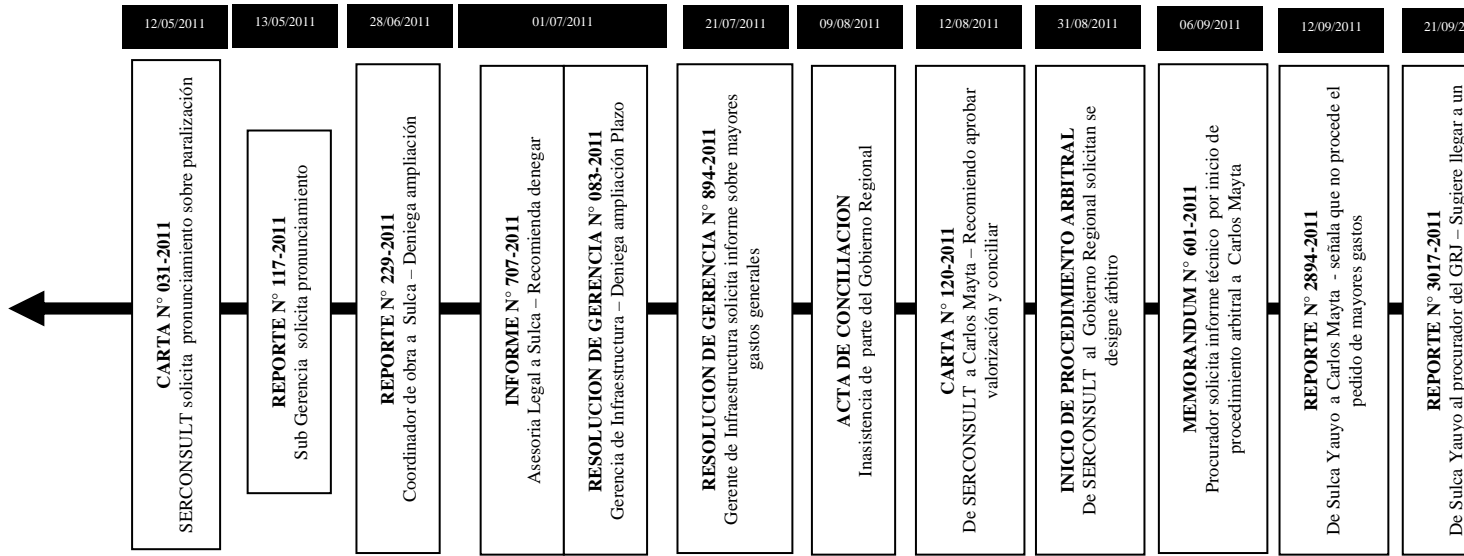 12/05/2011
CARTA N° 031-2011
SERCONSULT solicita pronunciamiento sobre paralización
13/05/2011
REPORTE N° 117-2011
Sub Gerencia solicita pronunciamiento
28/06/2011
REPORTE N° 229-2011
Coordinador de obra a Sulca – Deniega ampliación
01/07/2011
INFORME N° 707-2011
Asesoria Legal a Sulca – Recomienda denegar
RESOLUCION DE GERENCIA N° 083-2011
Gerencia de Infraestructura – Deniega ampliación Plazo
21/07/2011
RESOLUCION DE GERENCIA N° 894-2011
Gerente de Infraestructura solicita informe sobre mayores
gastos generales
09/08/2011
ACTA DE CONCILIACION
Inasistencia de parte del Gobierno Regional
12/08/2011
CARTA N° 120-2011
De SERCONSULT a Carlos Mayta – Recomiendo aprobar
valorización y conciliar
31/08/2011
INICIO DE PROCEDIMIENTO ARBITRAL
De SERCONSULT al Gobierno Regional solicitan se
designe árbitro
06/09/2011
MEMORANDUM N° 601-2011
Procurador solicita informe técnico por inicio de
procedimiento arbitral a Carlos Mayta
12/09/2011
REPORTE N° 2894-2011
De Sulca Yauyo a Carlos Mayta - señala que no procede el
pedido de mayores gastos
21/09/2
REPORTE N° 3017-2011
De Sulca Yauyo al procurador del GRJ – Sugiere llegar a un